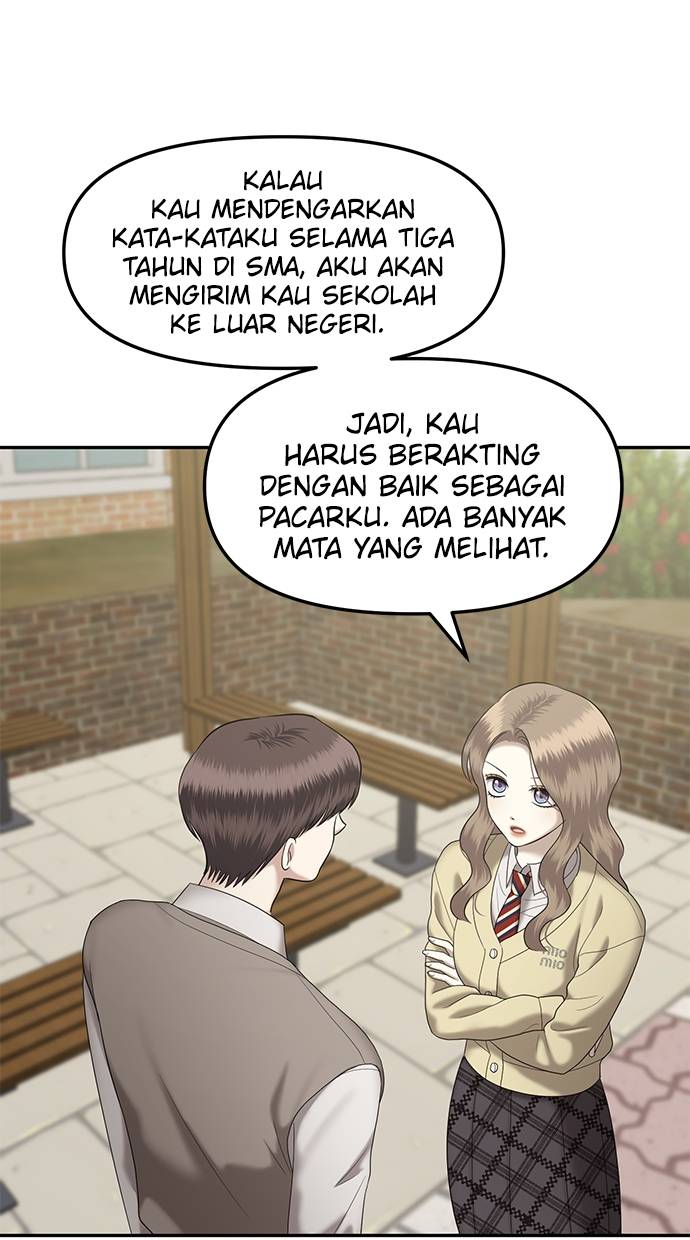 KALAU
KAU MENDENGARKAN
KATA-KATAKU SELAMA TIGA
TAHUN DI SMA, AKU AKAN
MENGIRIM KAU SEKOLAH
KE LUAR NEGERI.
JADI, KAU
HARUS BERAKTING
DENGAN BAIK SEBAGAI
PACARKU. ADA BANYAK
MATA YANG MELIHAT.
mio